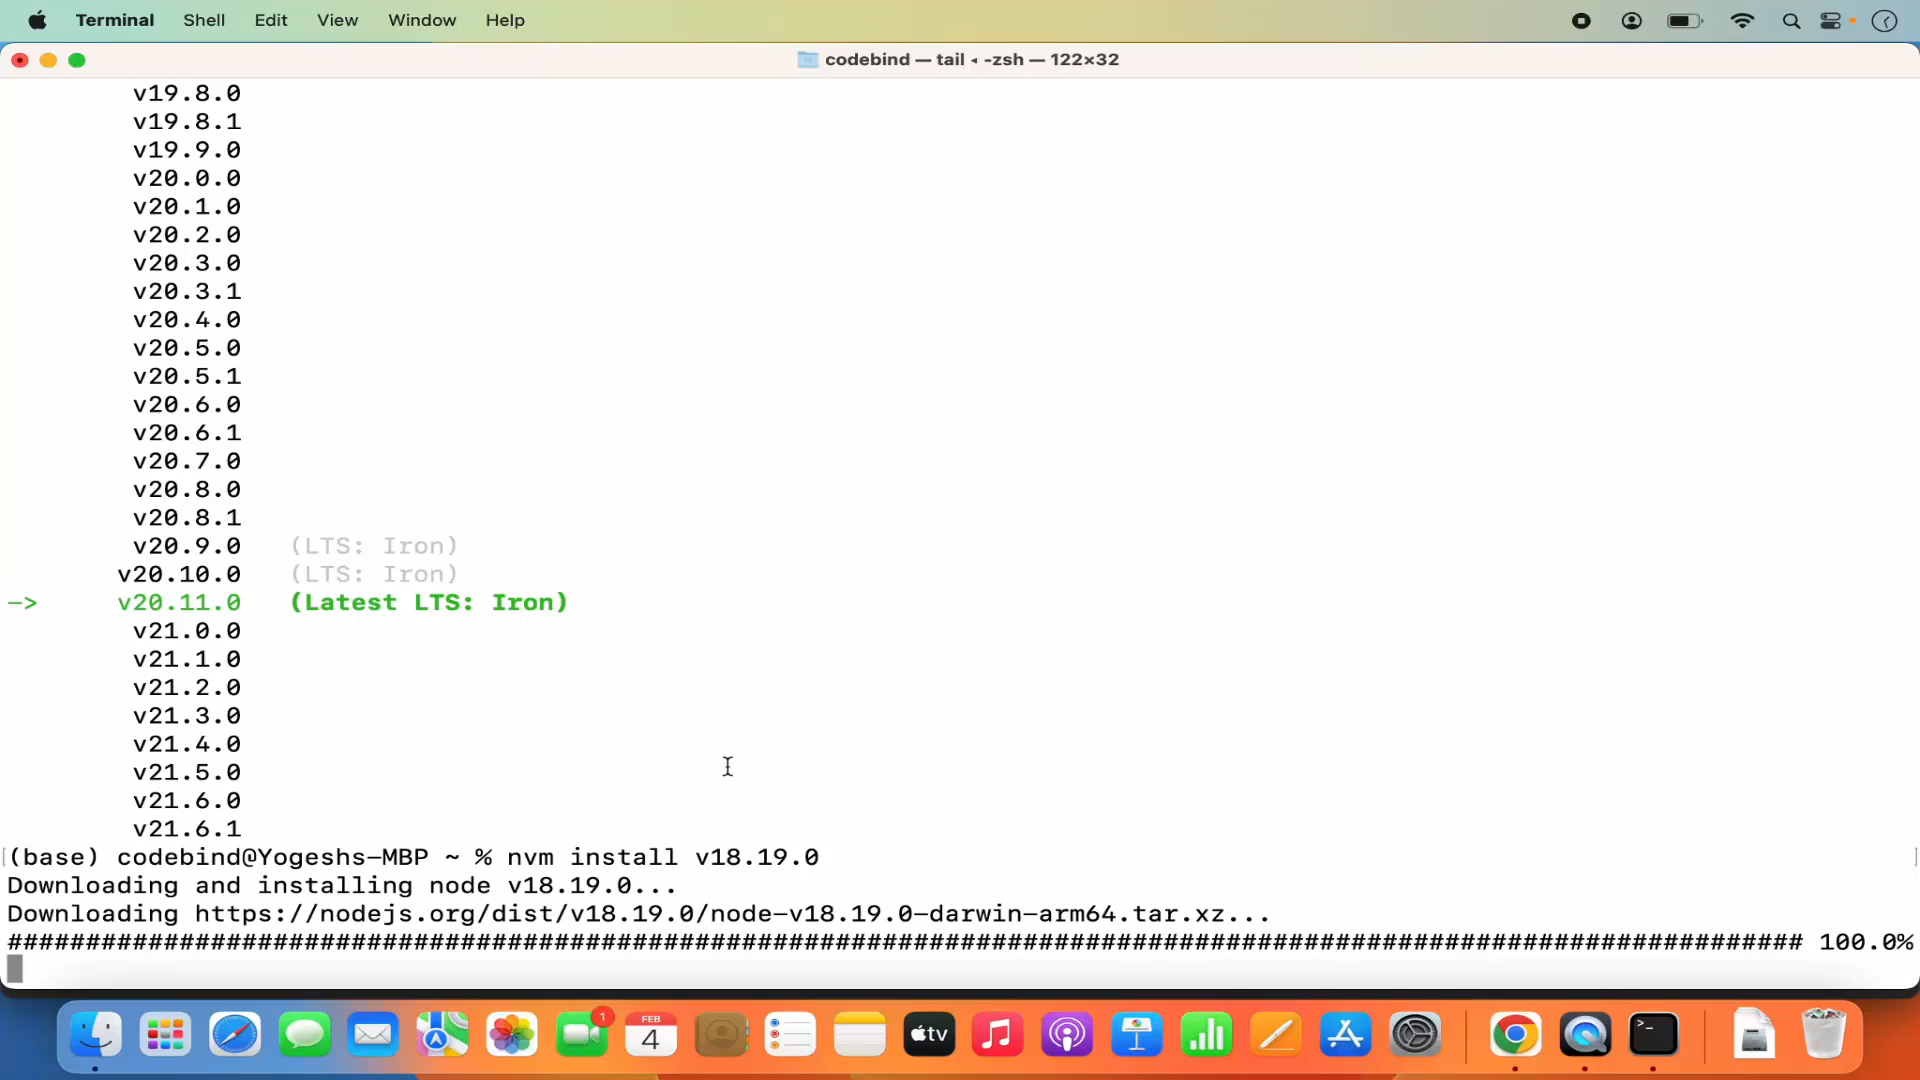 Terminal Shell Edit View Window Help
codebind — tail ◂ -zsh — 122×32
v19.8.0
v19.8.1
v19.9.0
v20.0.0
v20.1.0
v20.2.0
v20.3.0
v20.3.1
v20.4.0
v20.5.0
v20.5.1
v20.6.0
v20.6.1
v20.7.0
v20.8.0
v20.8.1
v20.9.0 (LTS: Iron)
v20.10.0 (LTS: Iron)
-> v20.11.0 (Latest LTS: Iron)
v21.0.0
v21.1.0
v21.2.0
v21.3.0
v21.4.0
v21.5.0
v21.6.0
v21.6.1
[(base) codebind@Yogeshs-MBP ~ % nvm install v18.19.0 ]
Downloading and installing node v18.19.0...
Downloading https://nodejs.org/dist/v18.19.0/node-v18.19.0-darwin-arm64.tar.xz...
################################################################################################################### 100.0%
1
FEB
4
tv
>_